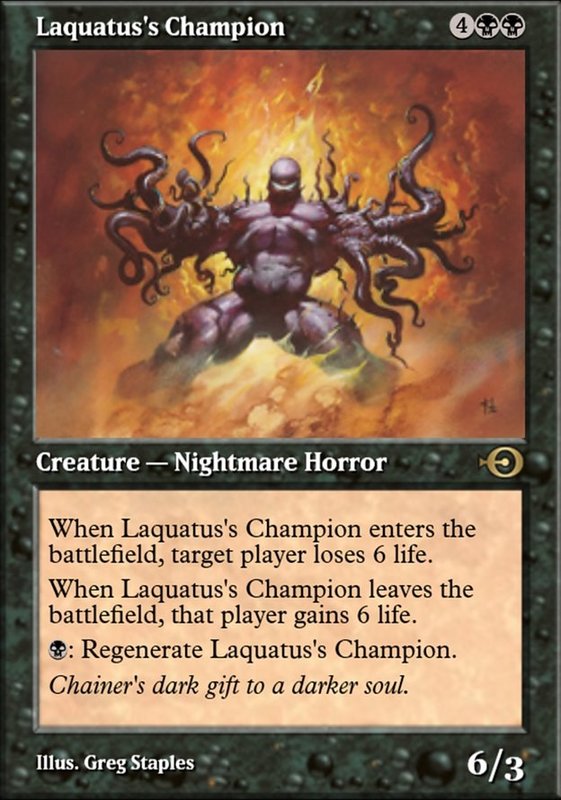 Laquatus's Champion 4
Creature — Nightmare Horror
When Laquatus's Champion enters the
battlefield, target player loses 6 life.
When Laquatus's Champion leaves the
battlefield, that player gains 6 life.
: Regenerate Laquatus's Champion.
Chainer's dark gift to a darker soul.
Illus. Greg Staples
6/3